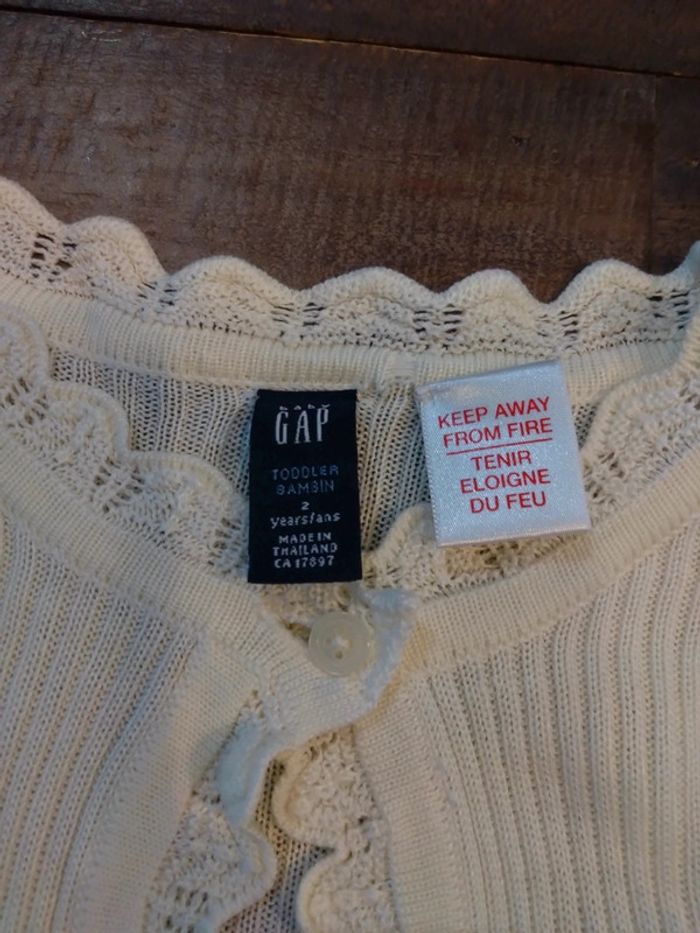 BABY
GAP
TODDLER
BAMBIN
2
years/ans
MADE IN
THAILAND
CA 17897
KEEP AWAY
FROM FIRE
TENIR
ELOIGNE
DU FEU